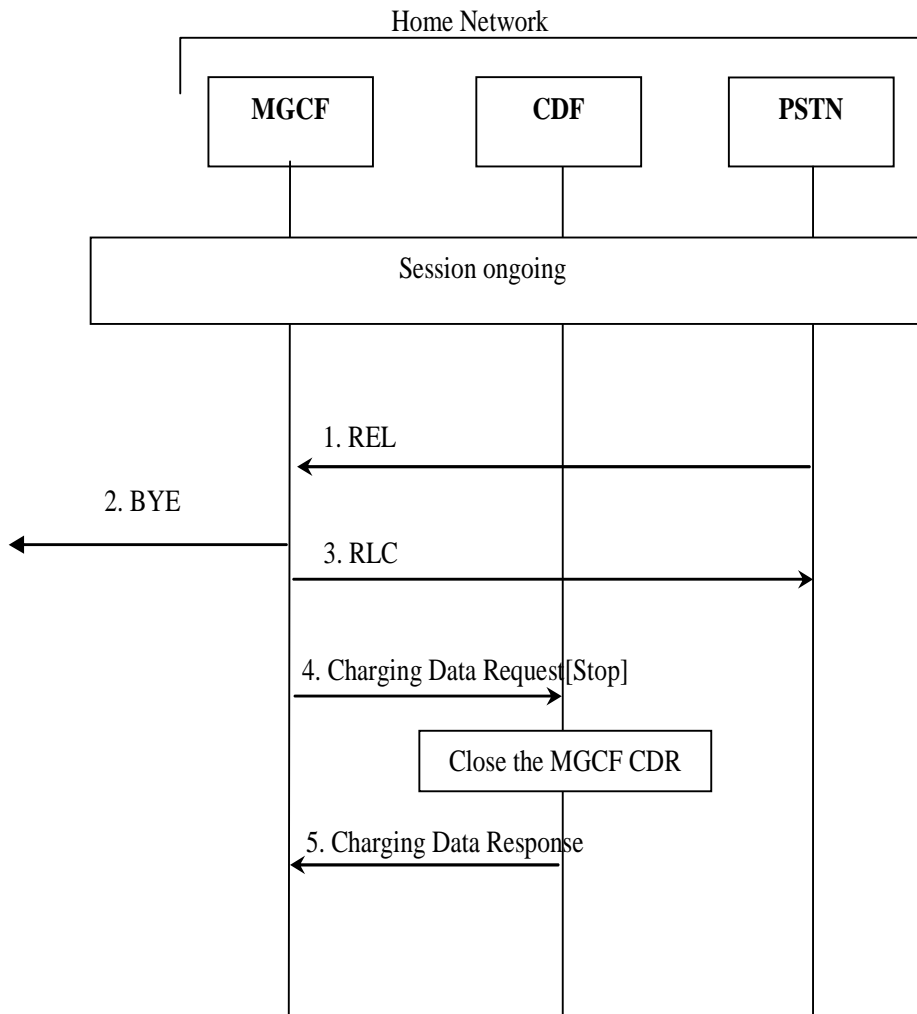 Home Network
MGCF
CDF
PSTN
Session ongoing
1. REL
2. BYE
3. RLC
4. Charging Data Request[Stop]
Close the MGCF CDR
5. Charging Data Response